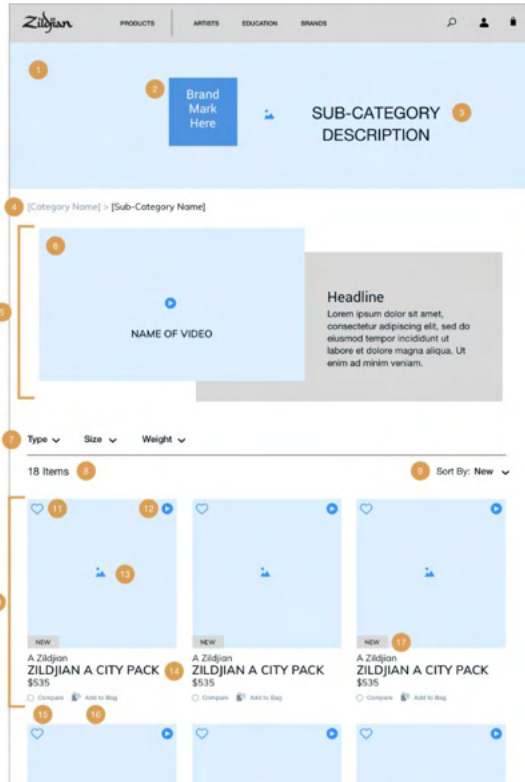 Zildjian
PRODUCTS
ARTISTS
EDUCATION
BRANDS
1
2
Brand
Mark
Here
SUB-CATEGORY
DESCRIPTION
3
4
[Category Name] > [Sub-Category Name]
5
6
NAME OF VIDEO
Headline
Lorem ipsum dolor sit amet,
consectetur adipiscing elit, sed do
eiusmod tempor incididunt ut
labore et dolore magna aliqua. Ut
enim ad minim veniam.
7
Type
Size
Weight
18 Items
8
9
Sort By: New
11
12
13
NEW
NEW
NEW
17
A Zildjian
ZILDJIAN A CITY PACK
14
$535
Compare
Add to Bag
A Zildjian
ZILDJIAN A CITY PACK
$535
Compare
Add to Bag
A Zildjian
ZILDJIAN A CITY PACK
$535
Compare
Add to Bag
15
16